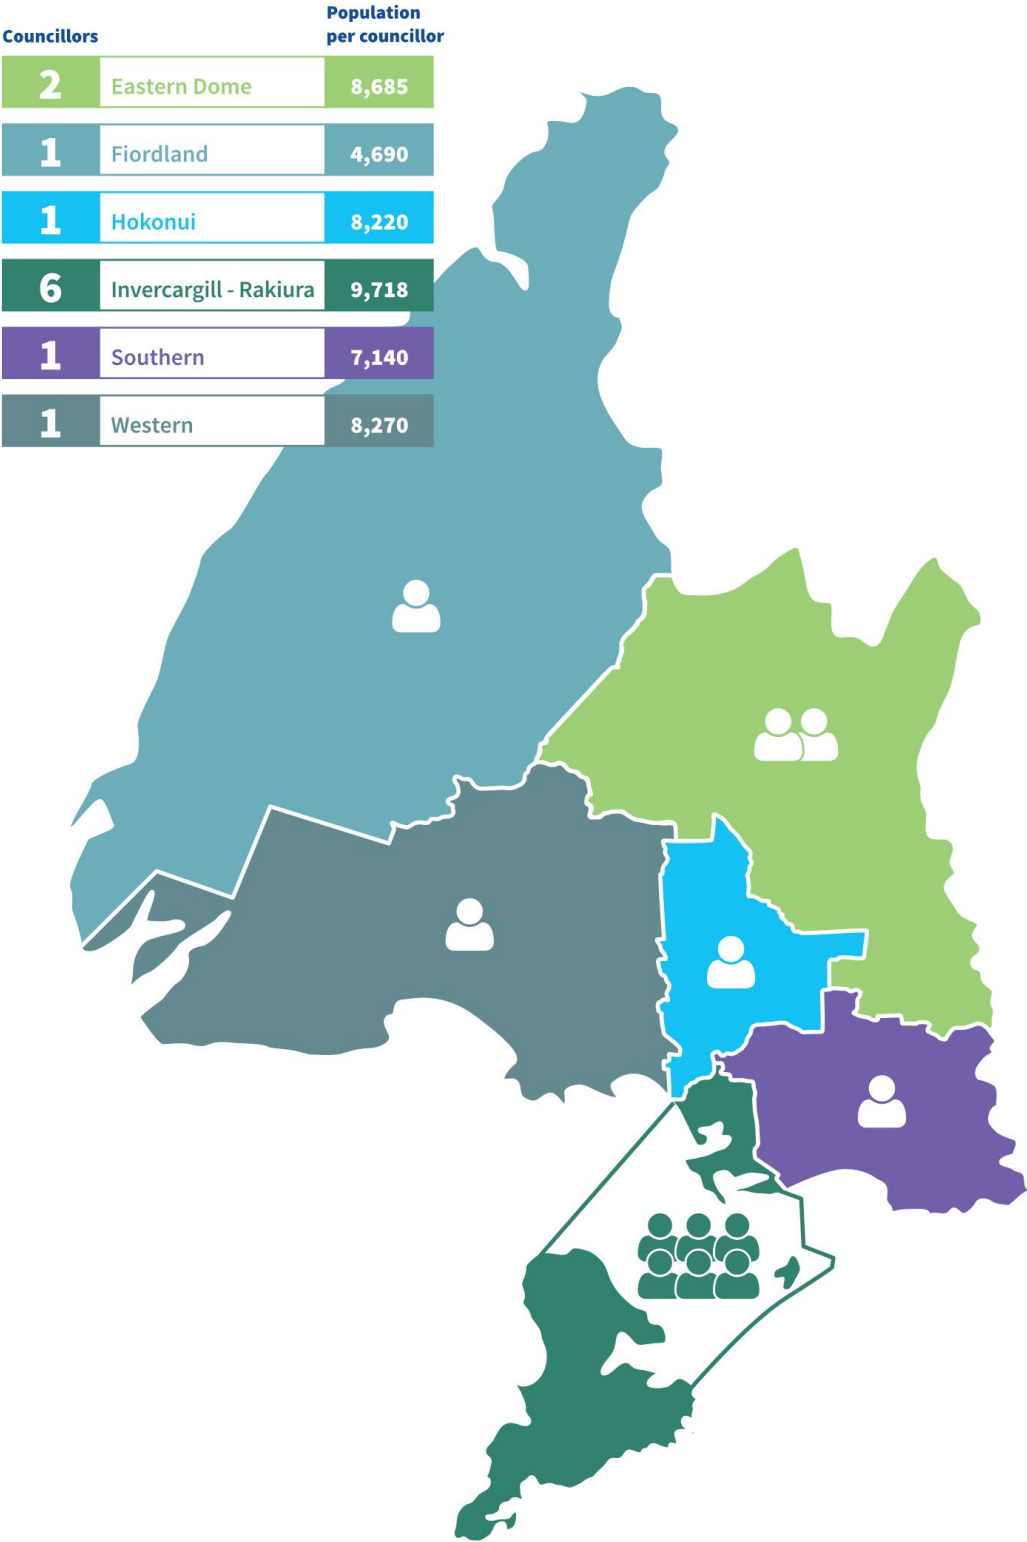 Councillors
Population
per councillor
2 Eastern Dome 8,685
1 Fiordland 4,690
1 Hokonui 8,220
6 Invercargill - Rakiura 9,718
1 Southern 7,140
1 Western 8,270